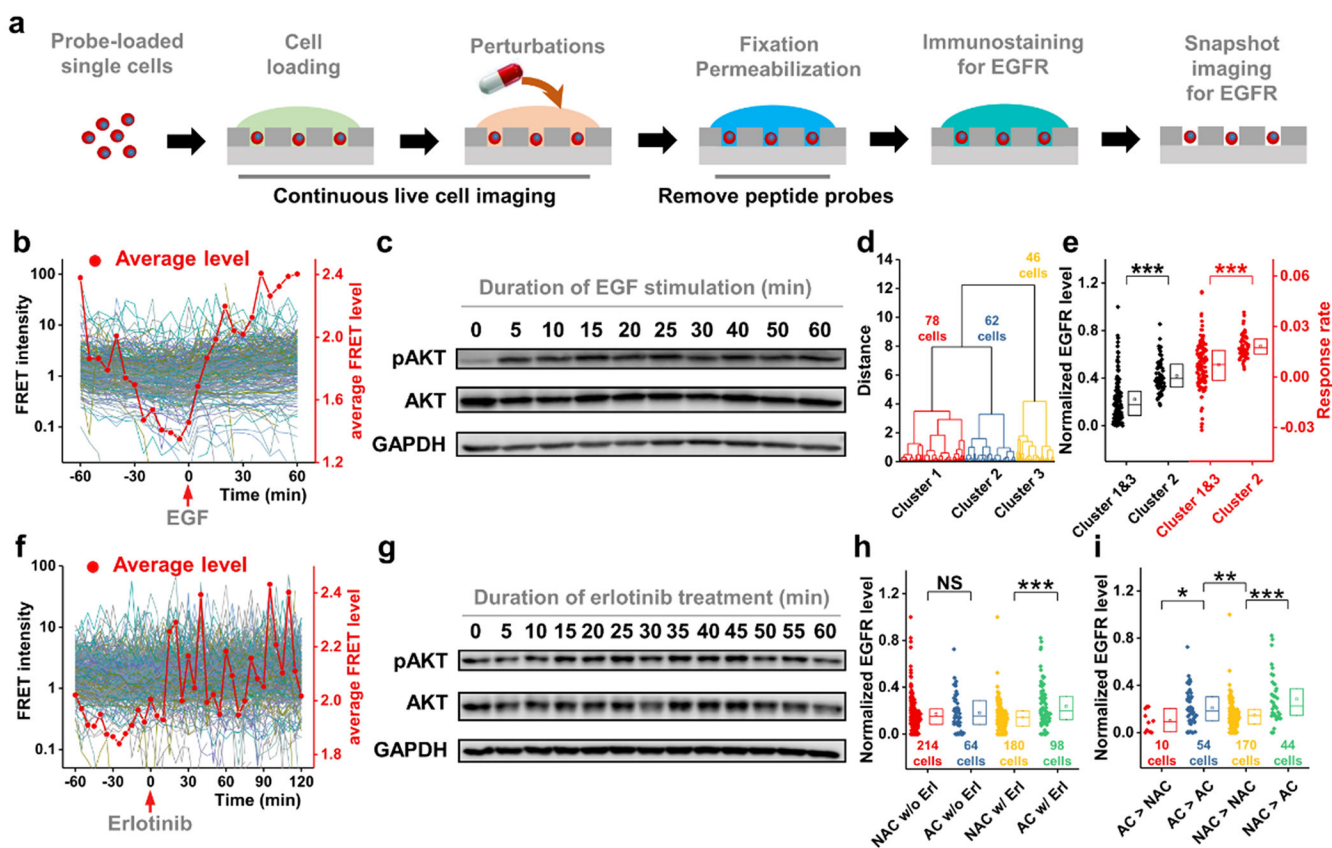 a
Probe-loaded
single cells
Cell
loading
Perturbations
Fixation
Permeabilization
Immunostaining
for EGFR
Snapshot
imaging
for EGFR
Continuous live cell imaging
Remove peptide probes
b
Average level
FRET intensity
100
10
1
0.1
average FRET level
2.4
2.0
1.6
1.2
-60 -30 0 30 60
Time (min)
EGF
c
Duration of EGF stimulation (min)
0 5 10 15 20 25 30 40 50 60
pAKT
AKT
GAPDH
d
Distance
14
12
10
8
6
4
2
0
46
cells
78
cells
62
cells
Cluster 1
Cluster 2
Cluster 3
e
Normalized EGFR level
1.2
0.8
0.4
0.0
***
***
0.06
0.03
0.00
-0.03
Response rate
Cluster 1&3
Cluster 2
Cluster 1&3
Cluster 2
f
Average level
FRET intensity
100
10
1
0.1
average FRET level
2.4
2.2
2.0
1.8
-60 -30 0 30 60 90 120
Time (min)
Erlotinib
g
Duration of erlotinib treatment (min)
0 5 10 15 20 25 30 35 40 45 50 55 60
pAKT
AKT
GAPDH
h
Normalized EGFR level
1.2
0.8
0.4
0.0
NS
***
214
cells
64
cells
180
cells
98
cells
NAC w/o Erl
AC w/o Erl
NAC w/ Erl
AC w/ Erl
i
Normalized EGFR level
1.2
0.8
0.4
0.0
*
**
***
10
cells
54
cells
170
cells
44
cells
AC > NAC
AC > AC
NAC > NAC
NAC > AC